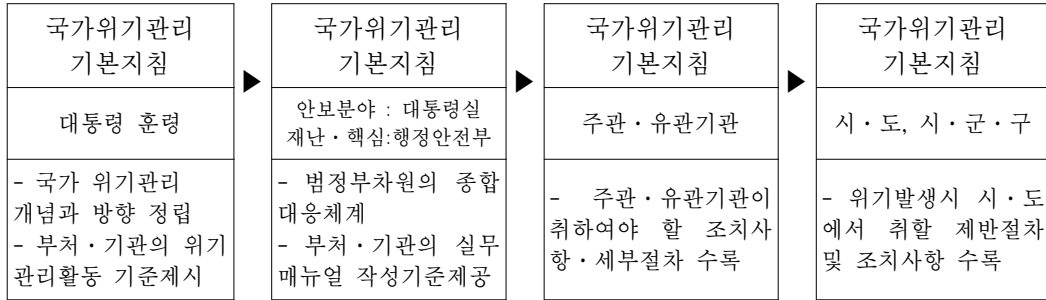 국가위기관리
기본지침
대통령 훈령
- 국가 위기관리
개념과 방향 정립
- 부처・기관의 위기
관리활동 기준제시
▶
국가위기관리
기본지침
안보분야 : 대통령실
재난・핵심:행정안전부
- 범정부차원의 종합
대응체계
- 부처・기관의 실무
매뉴얼 작성기준제공
▶
국가위기관리
기본지침
주관・유관기관
- 주관・유관기관이
취하여야 할 조치사
항・세부절차 수록
▶
국가위기관리
기본지침
시・도, 시・군・구
- 위기발생시 시・도
에서 취할 제반절차
및 조치사항 수록